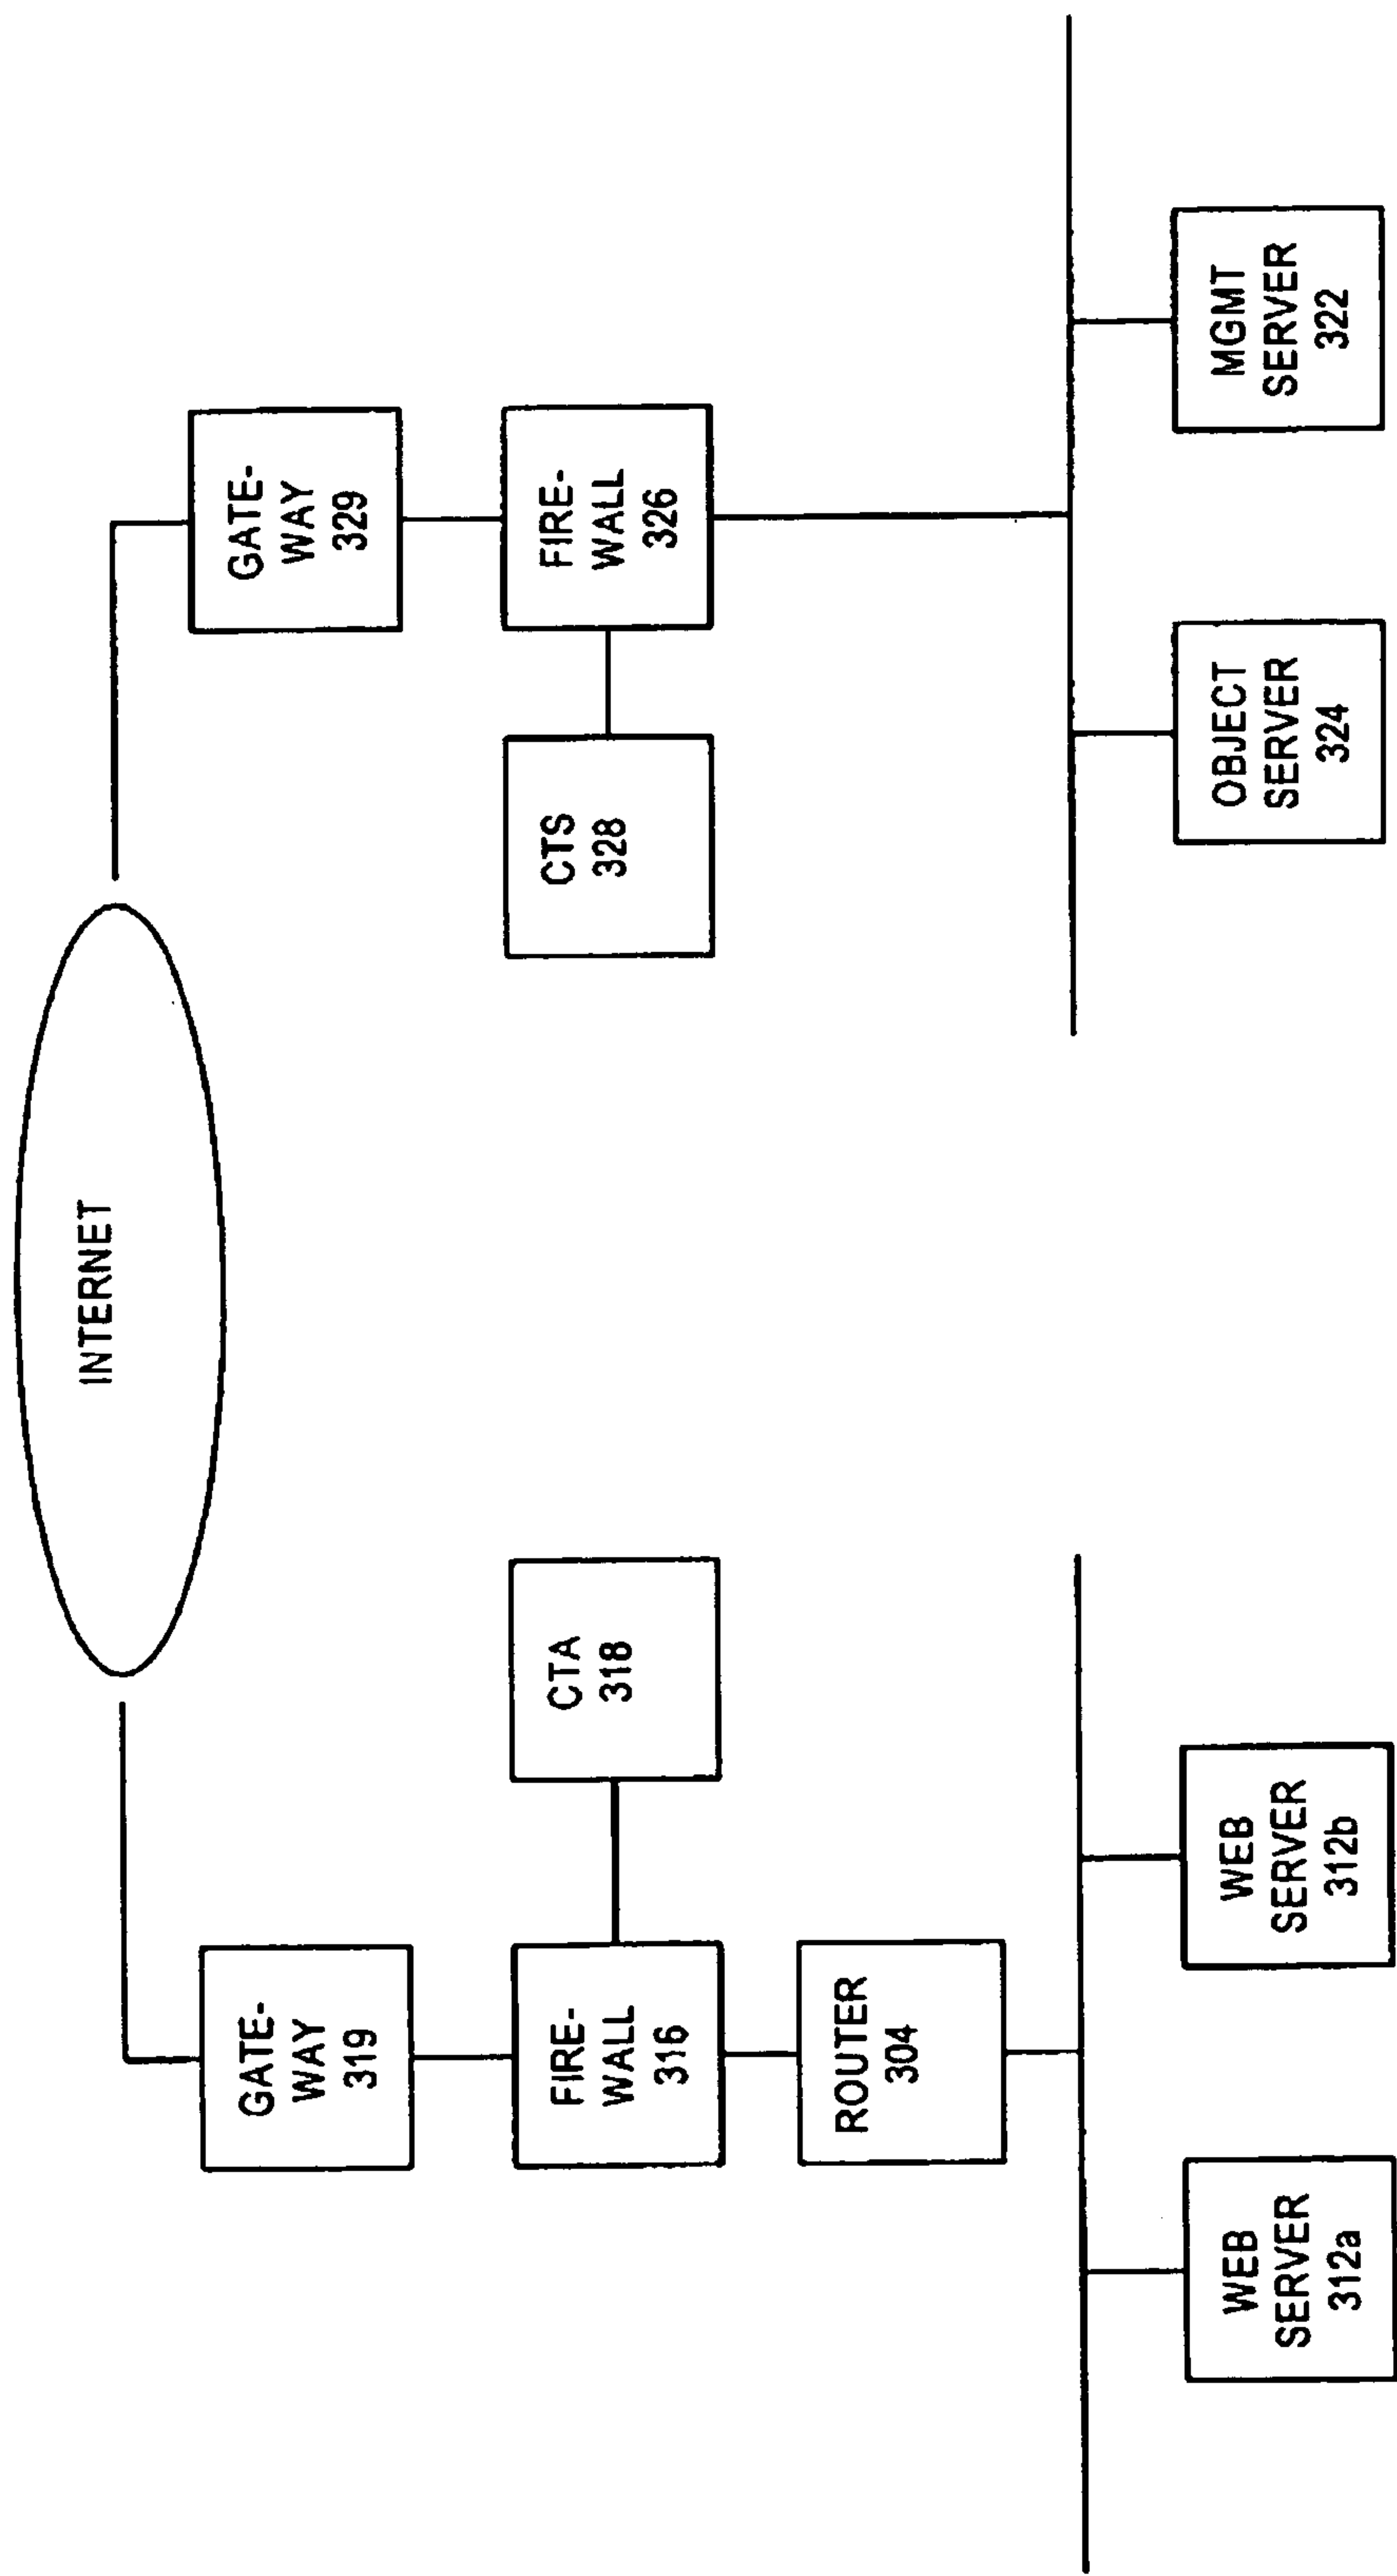 INTERNET
GATE-
WAY
319
FIRE-
WALL
316
CTA
318
ROUTER
304
WEB
SERVER
312a
WEB
SERVER
312b
GATE-
WAY
329
CTS
328
FIRE-
WALL
326
OBJECT
SERVER
324
MGMT
SERVER
322